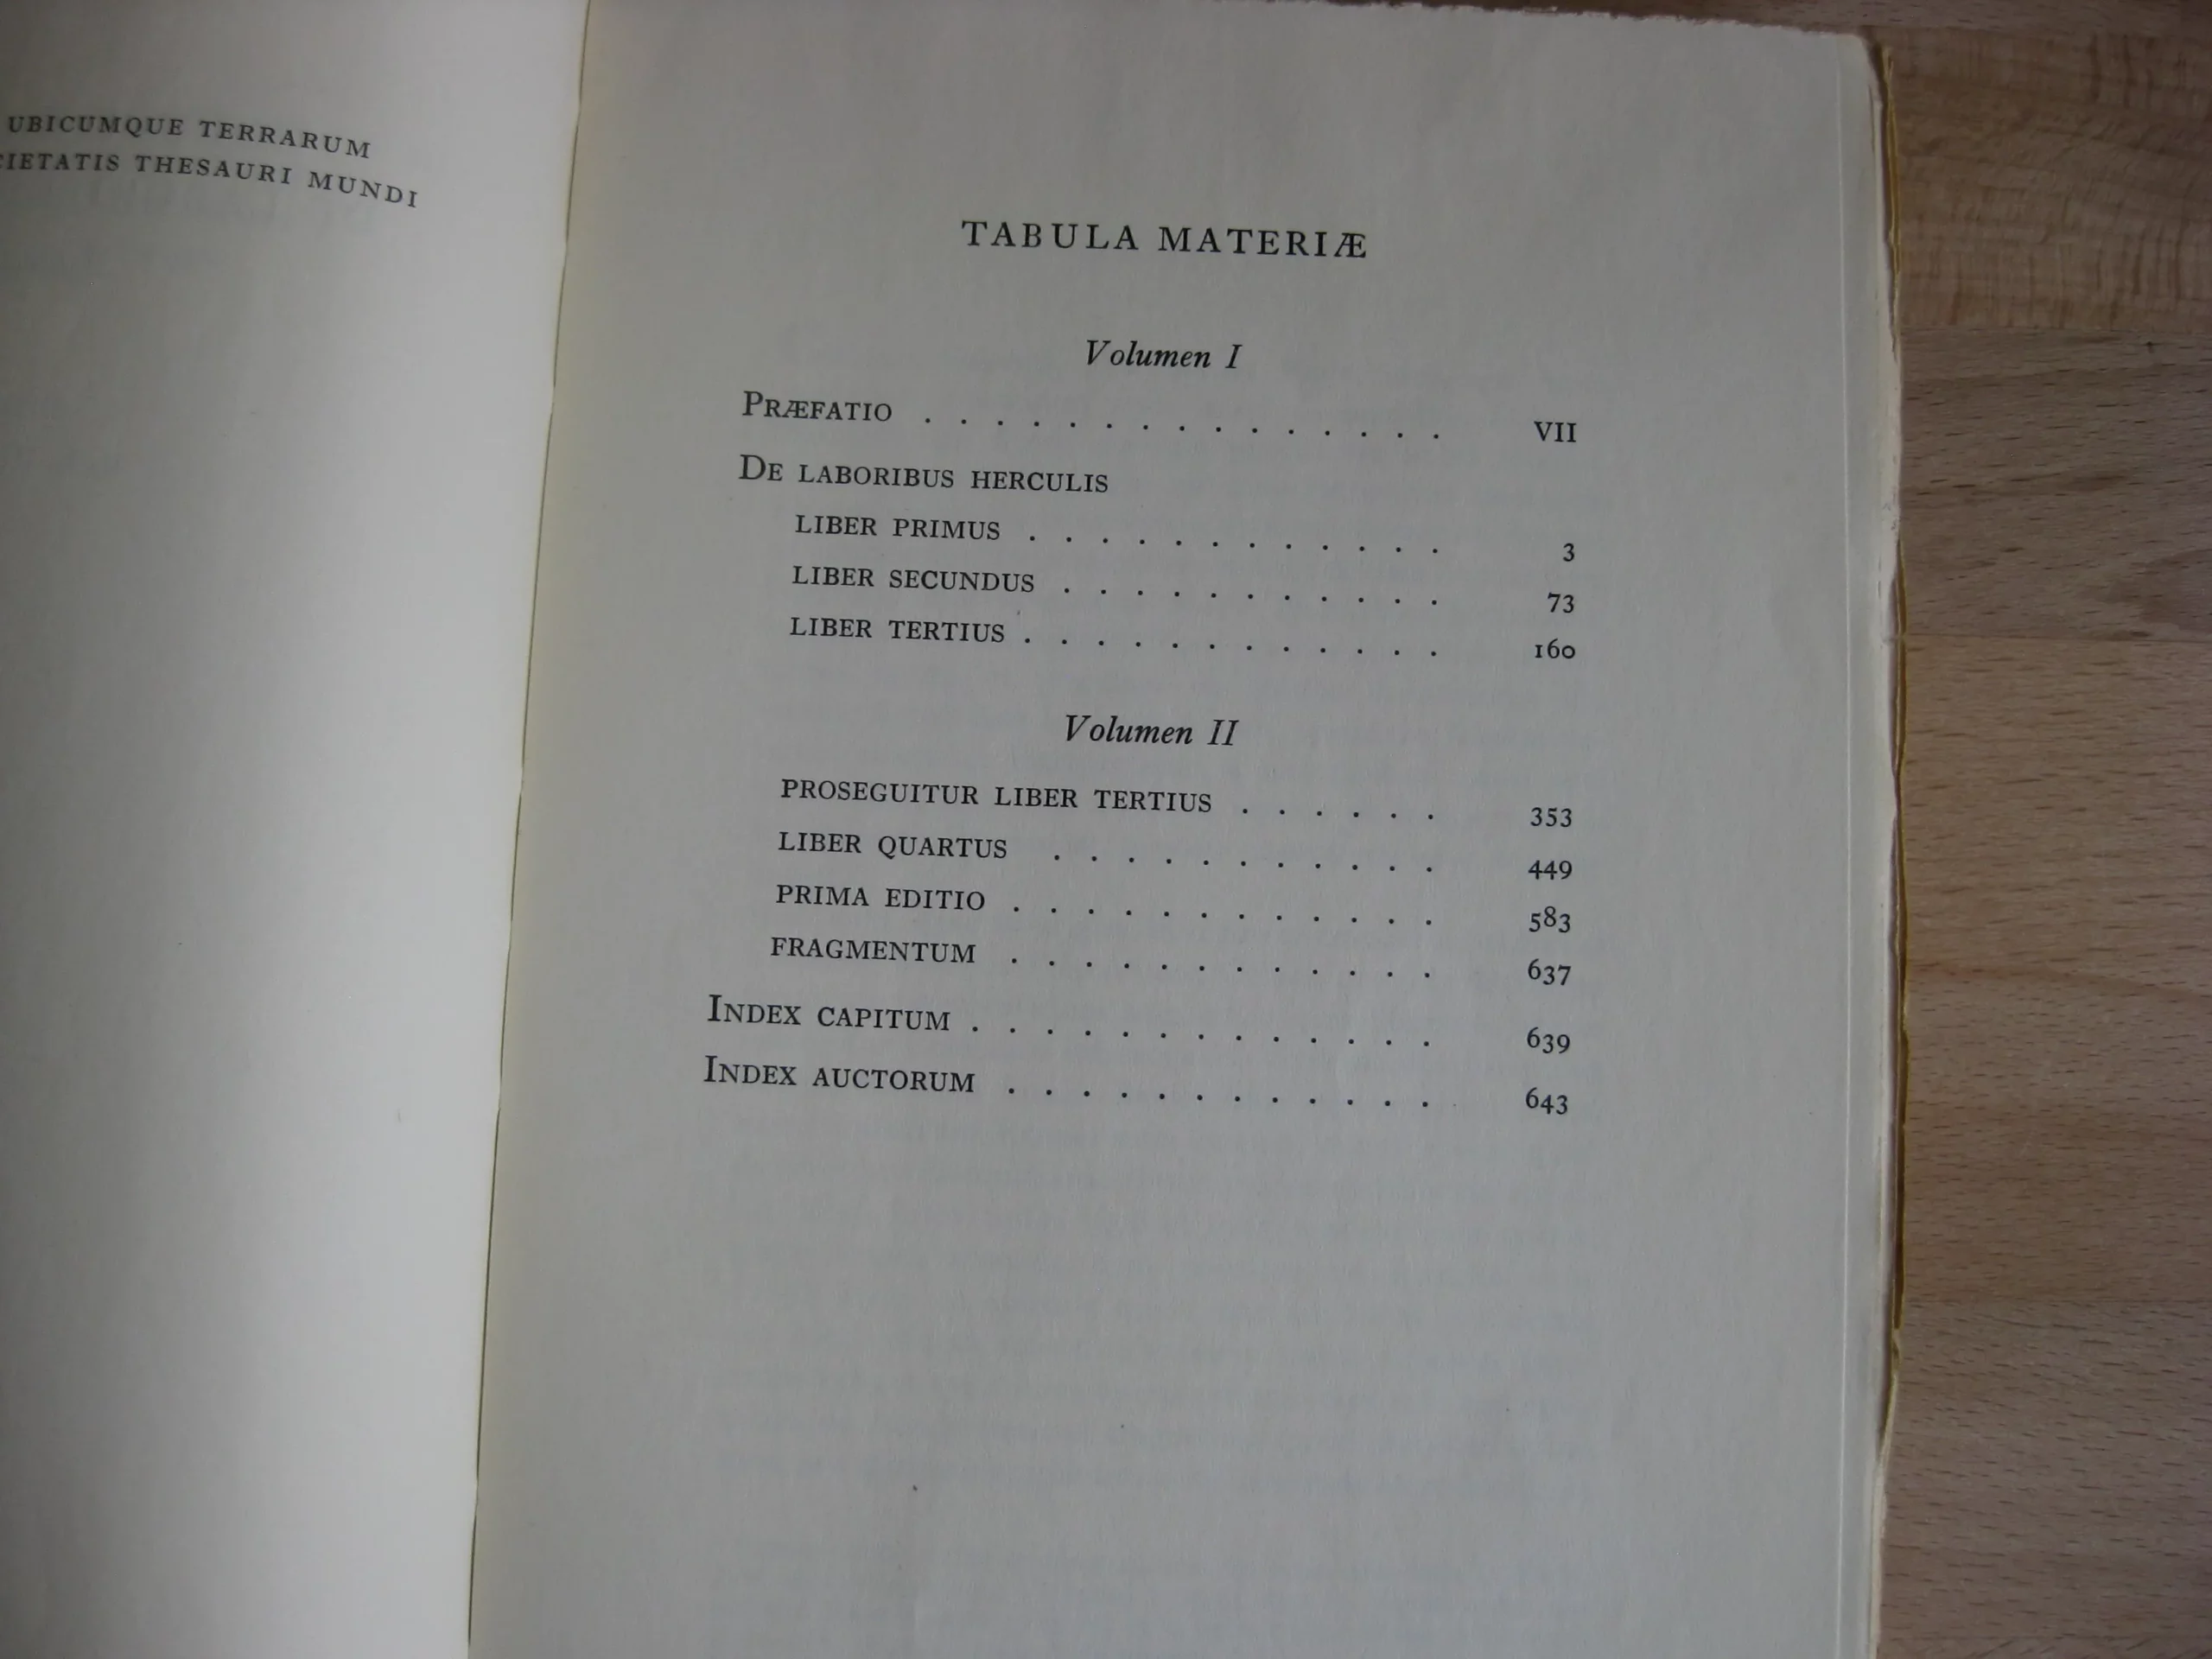 UBICUMQUE TERRARUM
THESAURI MUNDI
TABULA MATERIÆ
Volumen I
PRÆFATIO . . . . . . . . . . . . . . . VII
DE LABORIBUS HERCULIS
LIBER PRIMUS . . . . . . . . . . . . 3
LIBER SECUNDUS . . . . . . . . . . . 73
LIBER TERTIUS . . . . . . . . . . . . 160
Volumen II
PROSEGUITUR LIBER TERTIUS . . . . . . 353
LIBER QUARTUS . . . . . . . . . . . 449
PRIMA EDITIO . . . . . . . . . . . . 583
FRAGMENTUM . . . . . . . . . . . . 637
INDEX CAPITUM . . . . . . . . . . . . . 639
INDEX AUCTORUM . . . . . . . . . . . . 643